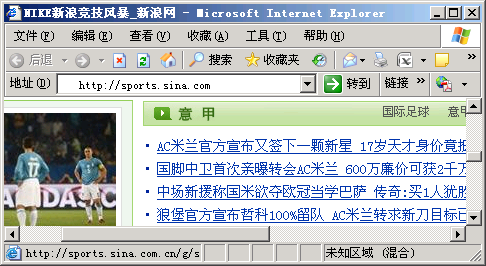 NIKE新浪竞技风暴_新浪网 - Microsoft Internet Explorer
文件(F) 编辑(E) 查看(V) 收藏(A) 工具(T) 帮助(H)
后退 搜索 收藏夹
地址(D) http://sports.sina.com 转到 链接
意甲 国际足球 意甲
AC米兰官方宣布又签下一颗新星 17岁天才身价竟
国脚中卫首次亲曝转会AC米兰 600万廉价可获2千万
中场新援称国米欲夺欧冠当学巴萨 传奇:买1人犹胜
狼堡官方宣布哲科100%留队 AC米兰转求新刀目标已
http://sports.sina.com.cn/g/s 未知区域 (混合)